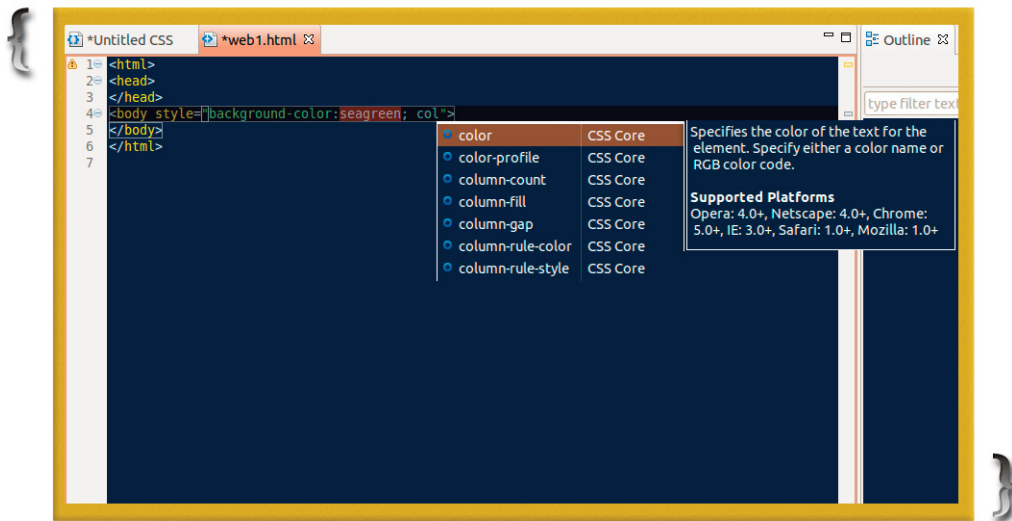 {
*Untitled CSS *web1.html Outline
1 <html>
2 <head>
3 </head>
type filter tex
4 <body style="background-color:seagreen; col">
5 </body>
6 </html>
7
color CSS Core
color-profile CSS Core
column-count CSS Core
column-fill CSS Core
column-gap CSS Core
column-rule-color CSS Core
column-rule-style CSS Core
Specifies the color of the text for the
element. Specify either a color name or
RGB color code.
Supported Platforms
Opera: 4.0+, Netscape: 4.0+, Chrome:
5.0+, IE: 3.0+, Safari: 1.0+, Mozilla: 1.0+
}